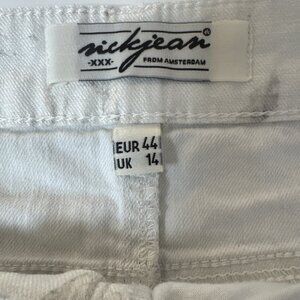 nickjean
-XXX- FROM AMSTERDAM
EUR 44
UK 14